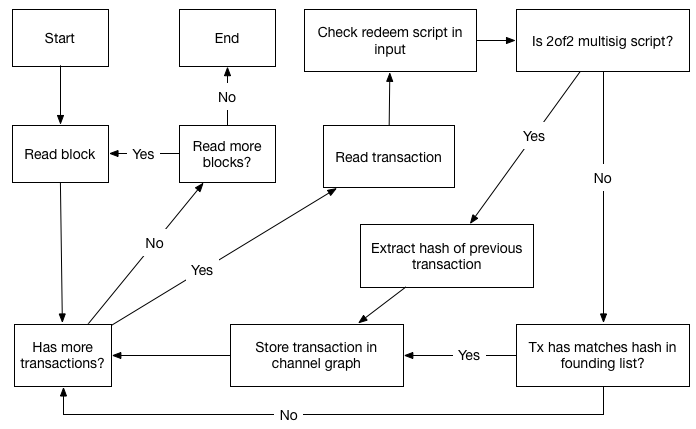 Start
End
Check redeem script in
input
Is 2of2 multisig script?
No
Read block
Yes
Read more
blocks?
Read transaction
Yes
No
No
Extract hash of previous
transaction
Yes
Has more
transactions?
Store transaction in
channel graph
Yes
Tx has matches hash in
founding list?
No